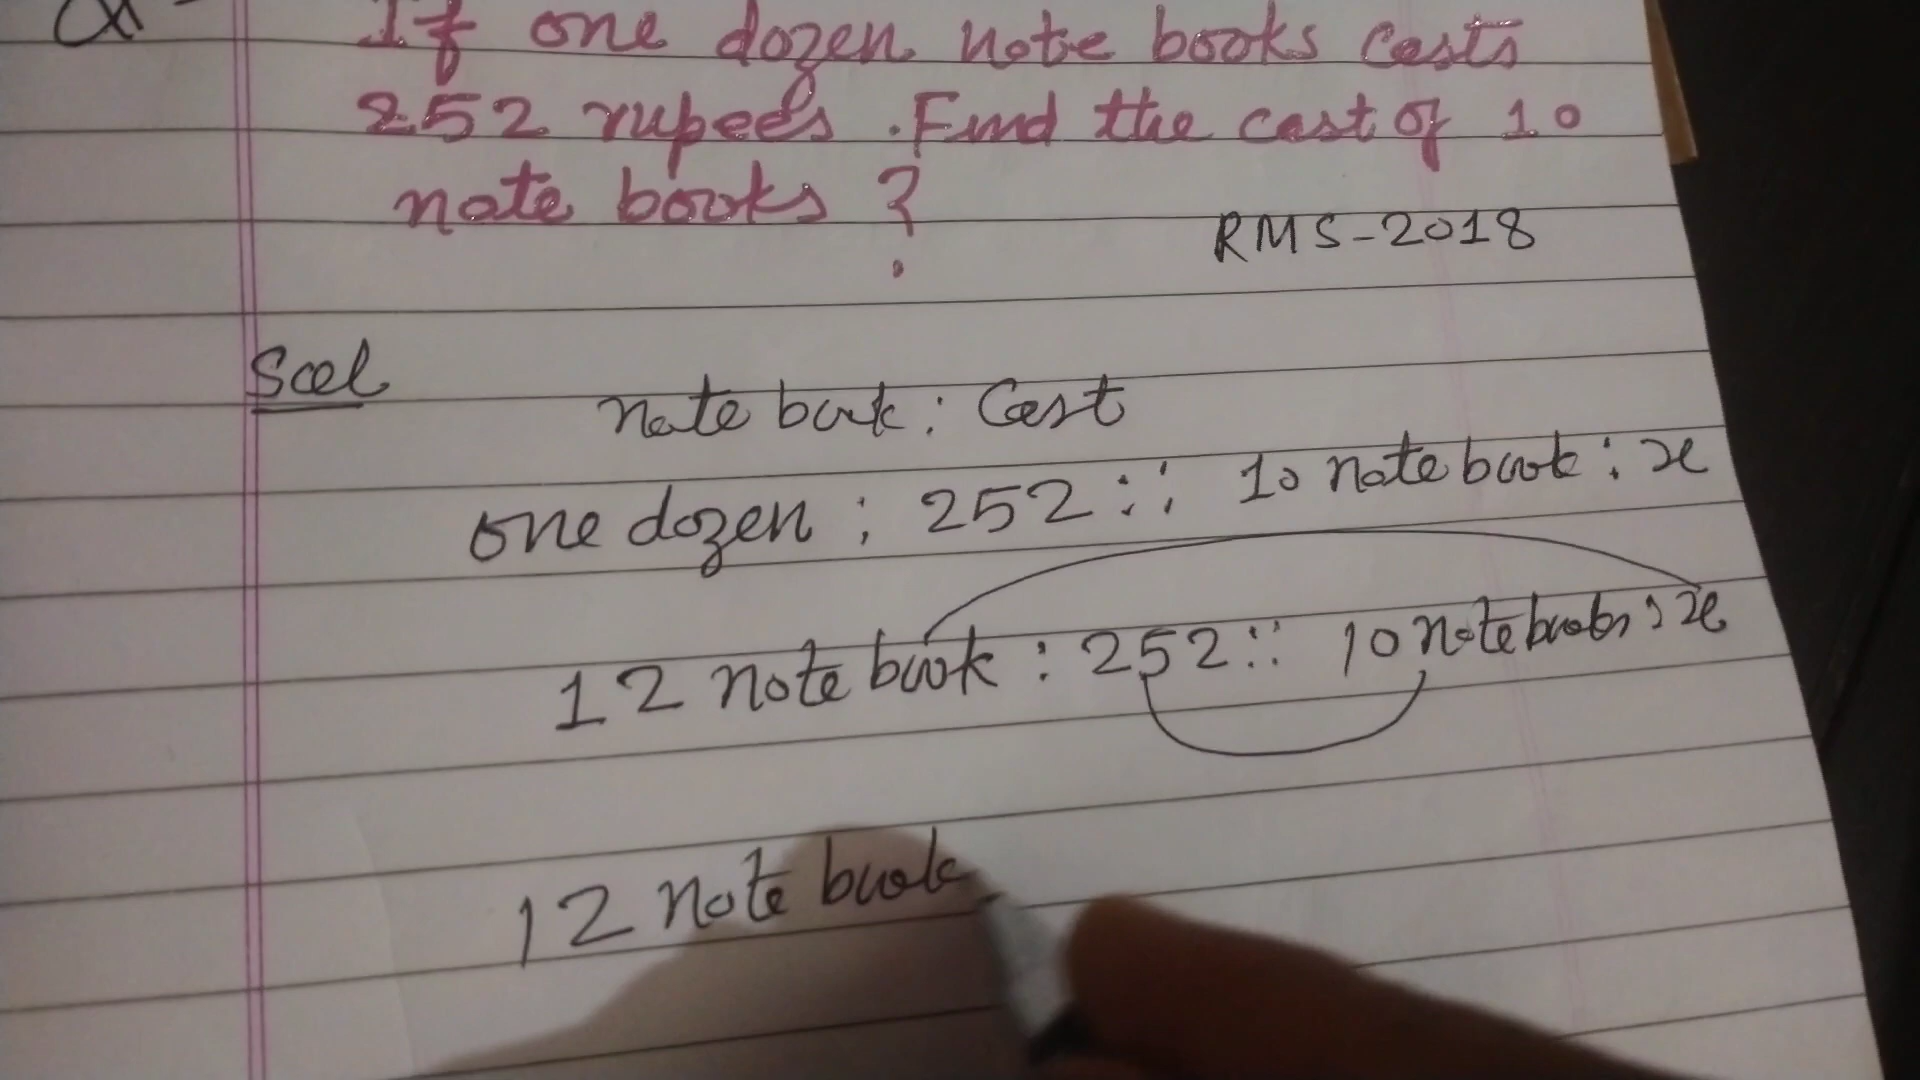 Q
If one dozen note books costs
252 rupees. Find the cost of 10
note books ?
RMS-2018
Sol
Note book : Cost
one dozen : 252 :: 10 note book : x
12 note book : 252 :: 10 note books : x
12 note book